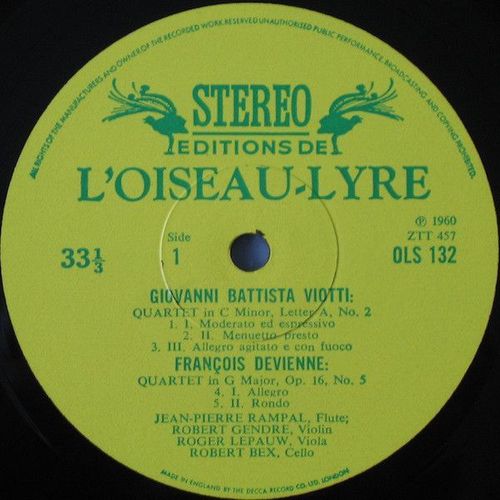 ALL RIGHTS OF THE MANUFACTURERS AND OWNER OF THE RECORDED WORK RESERVED UNAUTHORISED PUBLIC PERFORMANCE, BROADCASTING AND COPYING PROHIBITED.
STEREO
EDITIONS DE
L'OISEAU-LYRE
33⅓
Side
1
℗ 1960
ZTT 457
OLS 132
GIOVANNI BATTISTA VIOTTI:
QUARTET in C Minor, Letter A, No. 2
1. I. Moderato ed espressivo
2. II. Menuetto presto
3. III. Allegro agitato e con fuoco
FRANÇOIS DEVIENNE:
QUARTET in G Major, Op. 16, No. 5
4. I. Allegro
5. II. Rondo
JEAN-PIERRE RAMPAL, Flute;
ROBERT GENDRE, Violin
ROGER LEPAUW, Viola
ROBERT BEX, Cello
MADE IN ENGLAND BY THE DECCA RECORD CO. LTD. LONDON